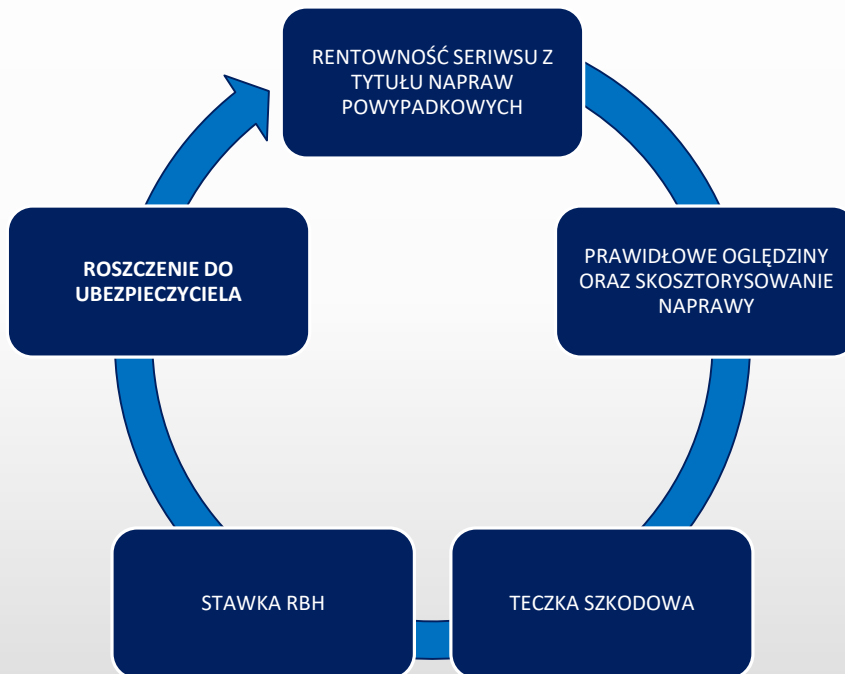 RENTOWNOŚĆ SERIWSU Z
TYTUŁU NAPRAW
POWYPADKOWYCH
PRAWIDŁOWE OGLĘDZINY
ORAZ SKOSZTORYSOWANIE
NAPRAWY
TECZKA SZKODOWA
STAWKA RBH
ROSZCZENIE DO
UBEZPIECZYCIELA